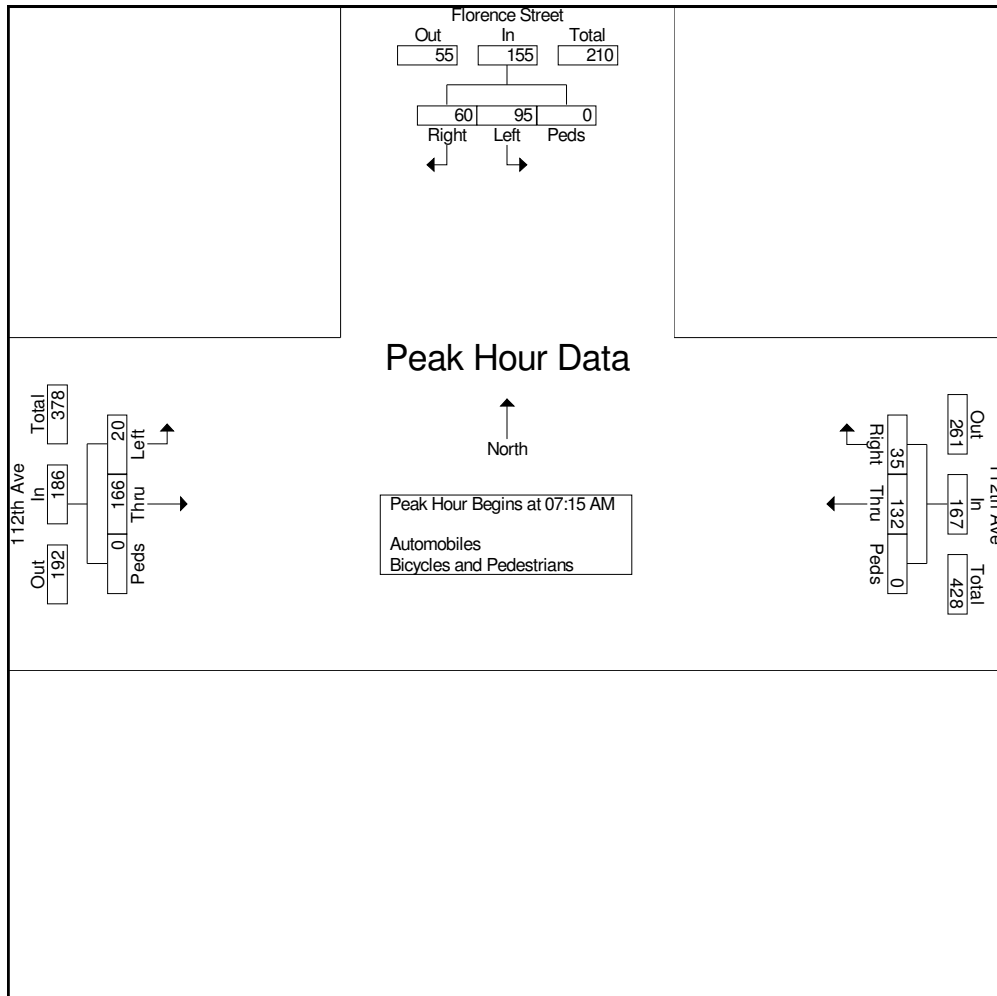 Florence Street
Out In Total
55 155 210
60 95 0
Right Left Peds
Peak Hour Data
North
Peak Hour Begins at 07:15 AM
Automobiles
Bicycles and Pedestrians
112th Ave
Out In Total
192 186 378
0 166 20
Peds Thru Left
112th Ave
Out In Total
261 167 428
35 132 0
Right Thru Peds